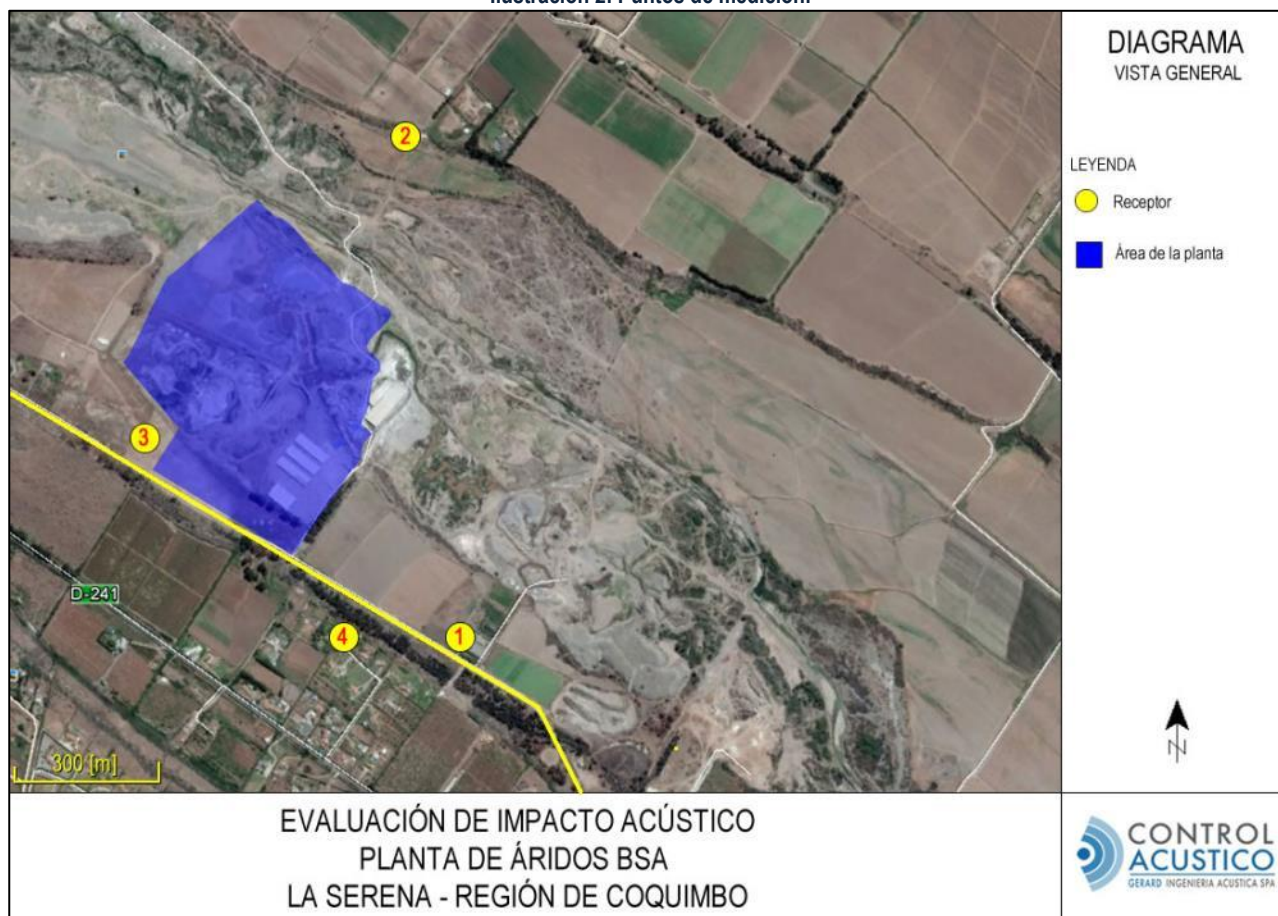 Ilustración 2: Puntos de medición.
DIAGRAMA
VISTA GENERAL
LEYENDA
Receptor
Área de la planta
2
3
D-241
4
1
300 [m]
N
EVALUACIÓN DE IMPACTO ACÚSTICO
PLANTA DE ÁRIDOS BSA
LA SERENA - REGIÓN DE COQUIMBO
CONTROL
ACUSTICO
GERARD INGENIERIA ACUSTICA SPA